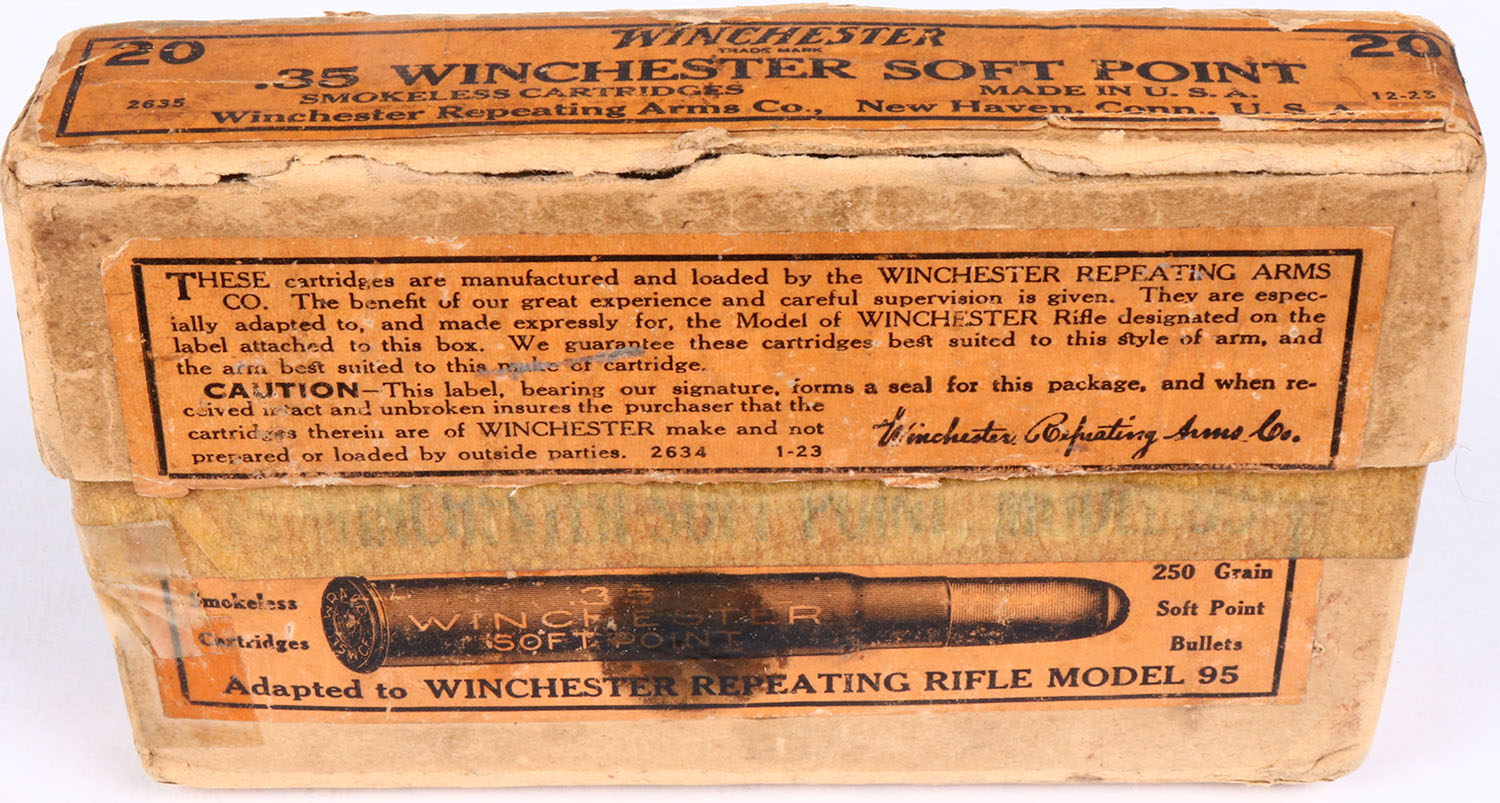 20 WINCHESTER 20
TRADE MARK
.35 WINCHESTER SOFT POINT
SMOKELESS CARTRIDGES MADE IN U.S.A.
2635 12-23
Winchester Repeating Arms Co., New Haven, Conn., U.S.A.
THESE cartridges are manufactured and loaded by the WINCHESTER REPEATING ARMS
CO. The benefit of our great experience and careful supervision is given. They are espec-
ially adapted to, and made expressly for, the Model of WINCHESTER Rifle designated on the
label attached to this box. We guarantee these cartridges best suited to this style of arm, and
the arm best suited to this make of cartridge.
CAUTION—This label, bearing our signature, forms a seal for this package, and when re-
ceived intact and unbroken insures the purchaser that the
cartridges therein are of WINCHESTER make and not
prepared or loaded by outside parties. 2634 1-23
Winchester Repeating Arms Co.
Smokeless
Cartridges
.35
WINCHESTER
SOFT POINT
250 Grain
Soft Point
Bullets
Adapted to WINCHESTER REPEATING RIFLE MODEL 95